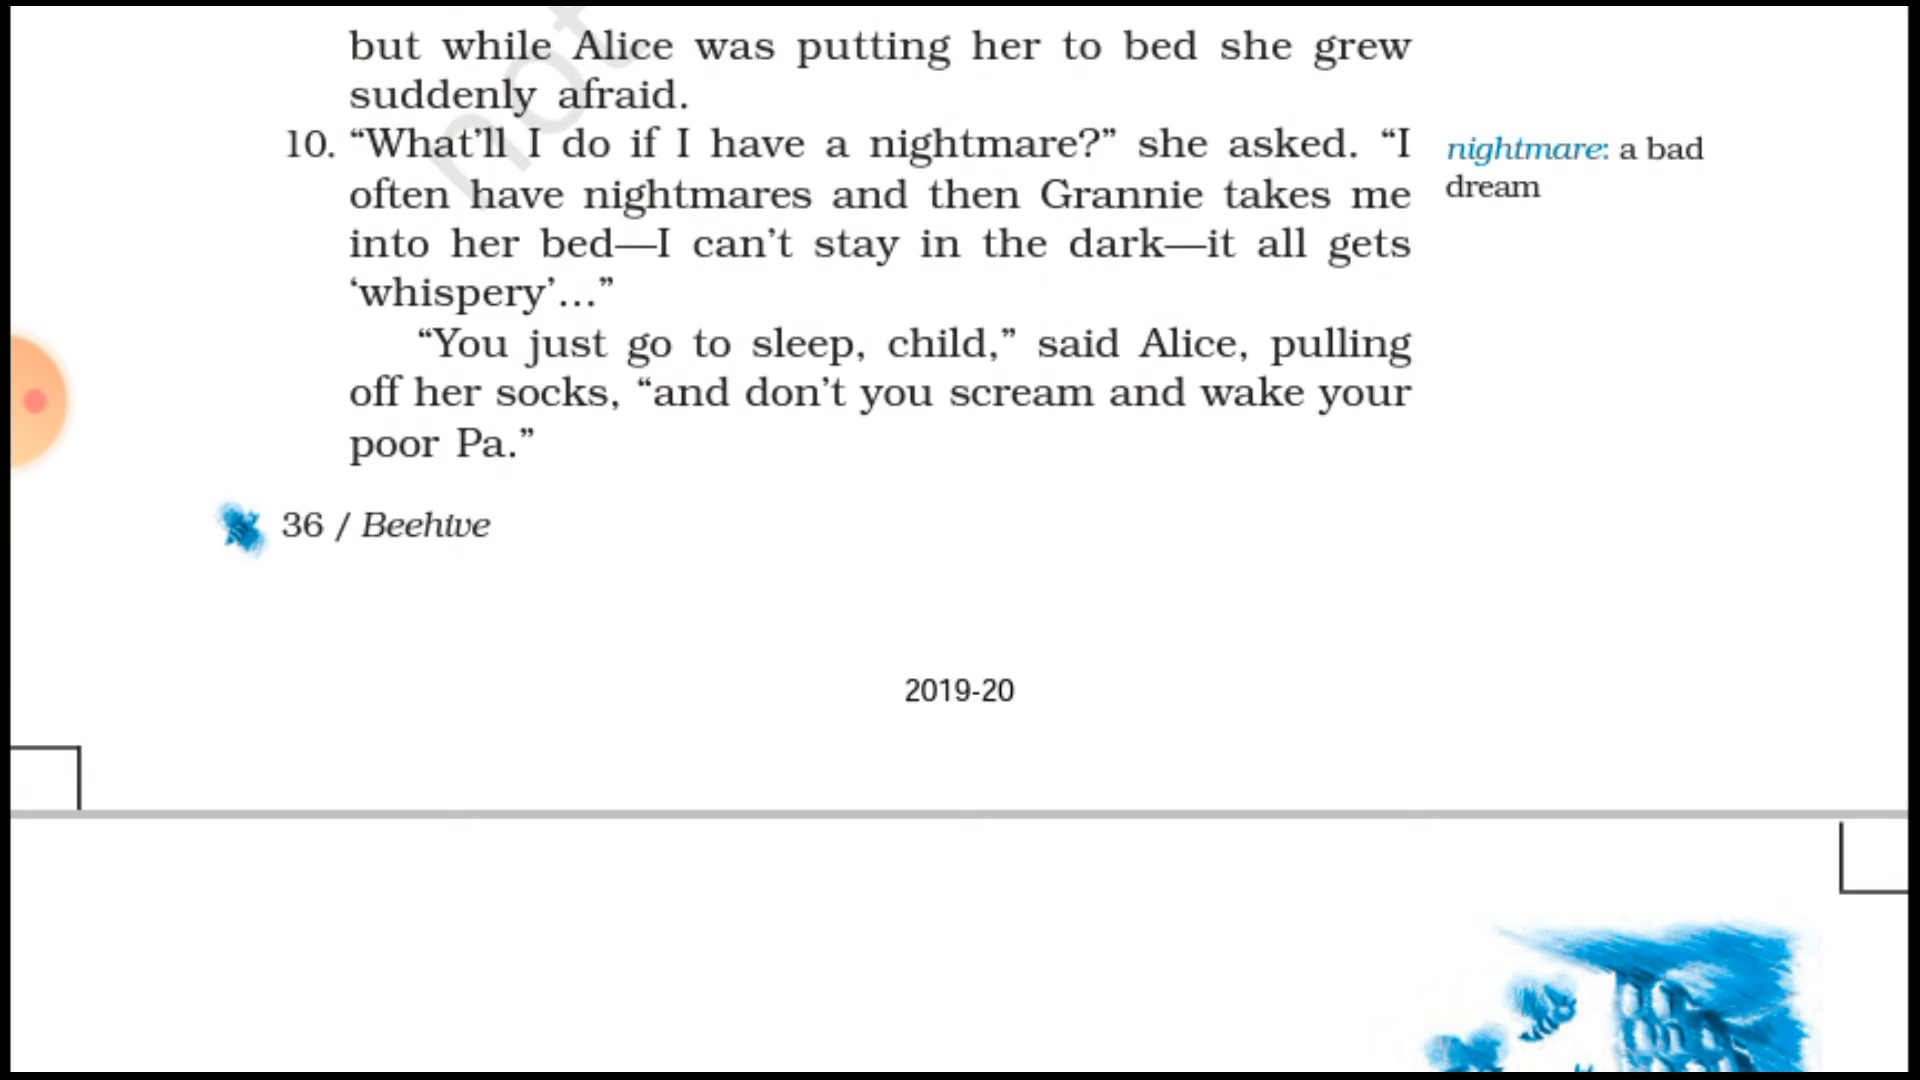 but while Alice was putting her to bed she grew
suddenly afraid.
10. “What’ll I do if I have a nightmare?” she asked. “I
often have nightmares and then Grannie takes me
into her bed—I can’t stay in the dark—it all gets
‘whispery’...”
nightmare: a bad
dream
“You just go to sleep, child,” said Alice, pulling
off her socks, “and don’t you scream and wake your
poor Pa.”
36 / Beehive
2019-20
not